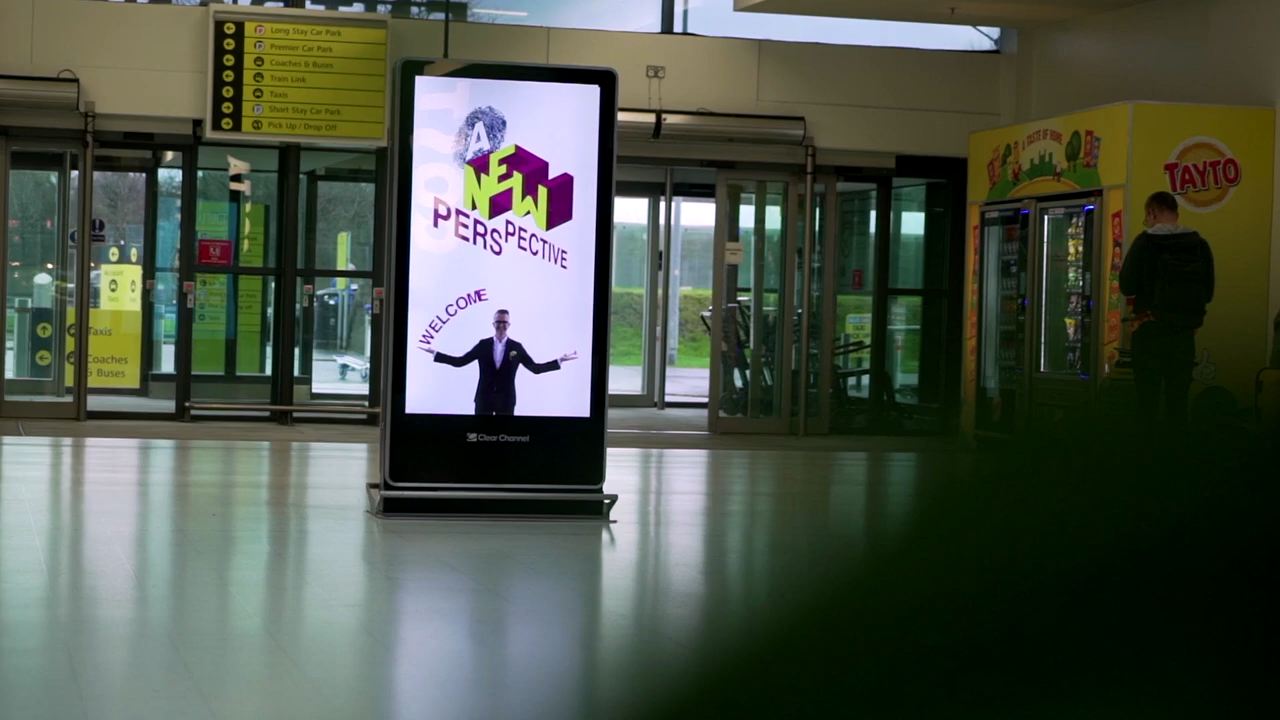 Long Stay Car Park
Premier Car Park
Coaches & Buses
Train Link
Taxis
Short Stay Car Park
Pick Up / Drop Off
A
NEW
PERSPECTIVE
WELCOME
Clear Channel
A TASTE OF HOME
TAYTO
Taxis
Coaches
& Buses